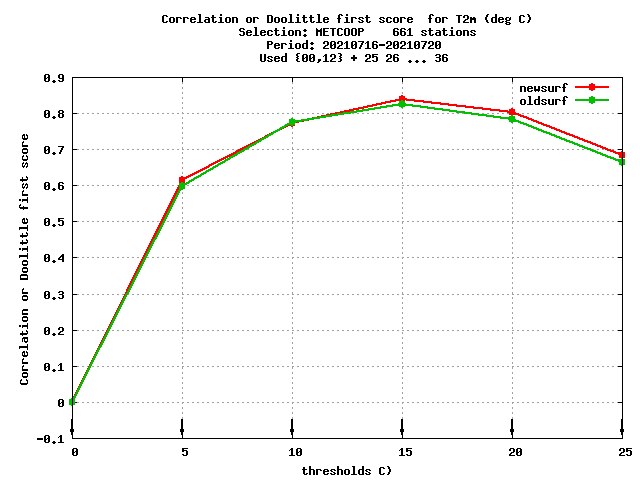 Correlation or Doolittle first score  for T2m (deg C)
Selection: METCOOP    661 stations
Period: 20210716-20210720
Used {00,12} + 25 26 ... 36
newsurf
oldsurf
Correlation or Doolittle first score
0.9
0.8
0.7
0.6
0.5
0.4
0.3
0.2
0.1
0
-0.1
0 5 10 15 20 25
thresholds C)